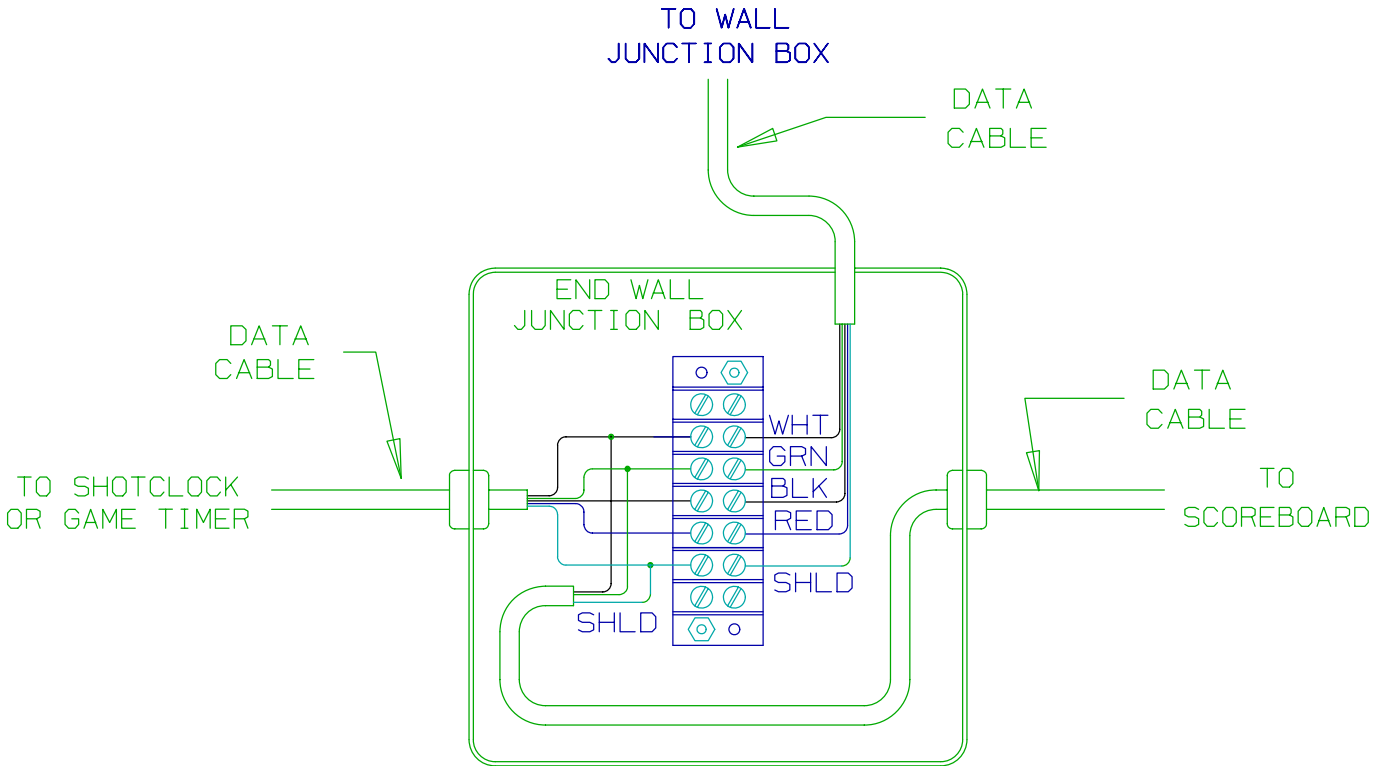 TO WALL
JUNCTION BOX
DATA
CABLE
END WALL
JUNCTION BOX
DATA
CABLE
DATA
CABLE
WHT
GRN
BLK
RED
SHLD
SHLD
TO SHOTCLOCK
OR GAME TIMER
TO
SCOREBOARD